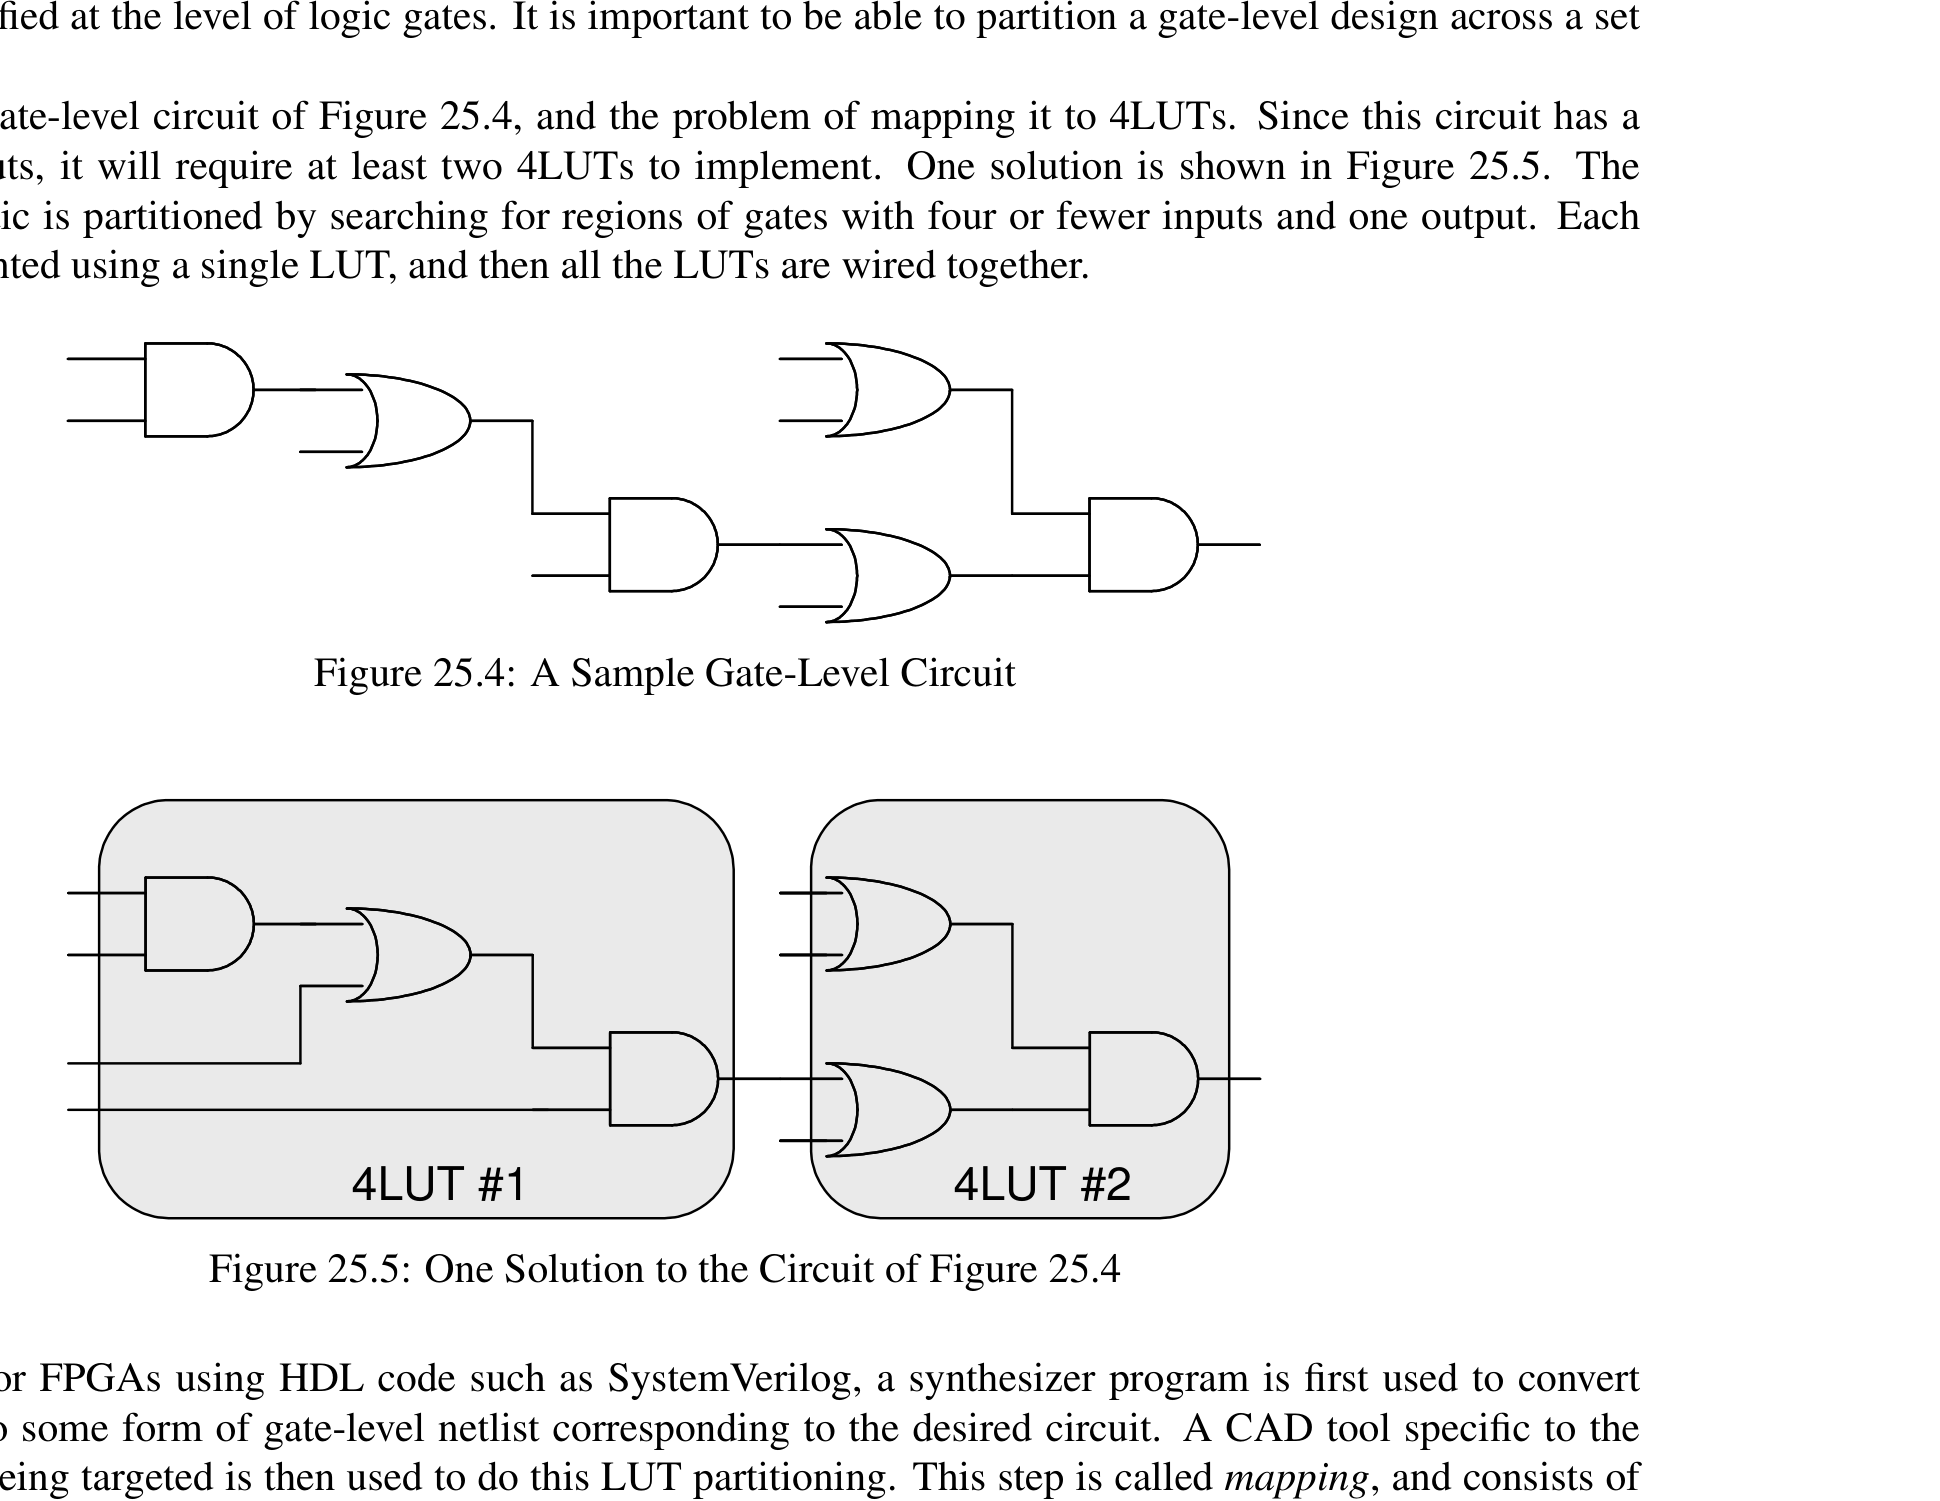 fied at the level of logic gates. It is important to be able to partition a gate-level design across a set
ate-level circuit of Figure 25.4, and the problem of mapping it to 4LUTs. Since this circuit has a
uts, it will require at least two 4LUTs to implement. One solution is shown in Figure 25.5. The
ic is partitioned by searching for regions of gates with four or fewer inputs and one output. Each
nted using a single LUT, and then all the LUTs are wired together.
Figure 25.4: A Sample Gate-Level Circuit
4LUT #1
4LUT #2
Figure 25.5: One Solution to the Circuit of Figure 25.4
or FPGAs using HDL code such as SystemVerilog, a synthesizer program is first used to convert
o some form of gate-level netlist corresponding to the desired circuit. A CAD tool specific to the
eing targeted is then used to do this LUT partitioning. This step is called mapping, and consists of